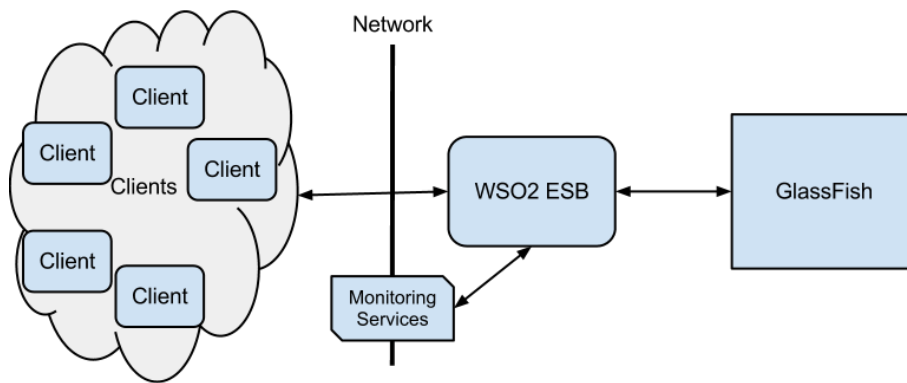 Network
Client
Client
Client
Clients
WSO2 ESB
GlassFish
Client
Client
Monitoring
Services